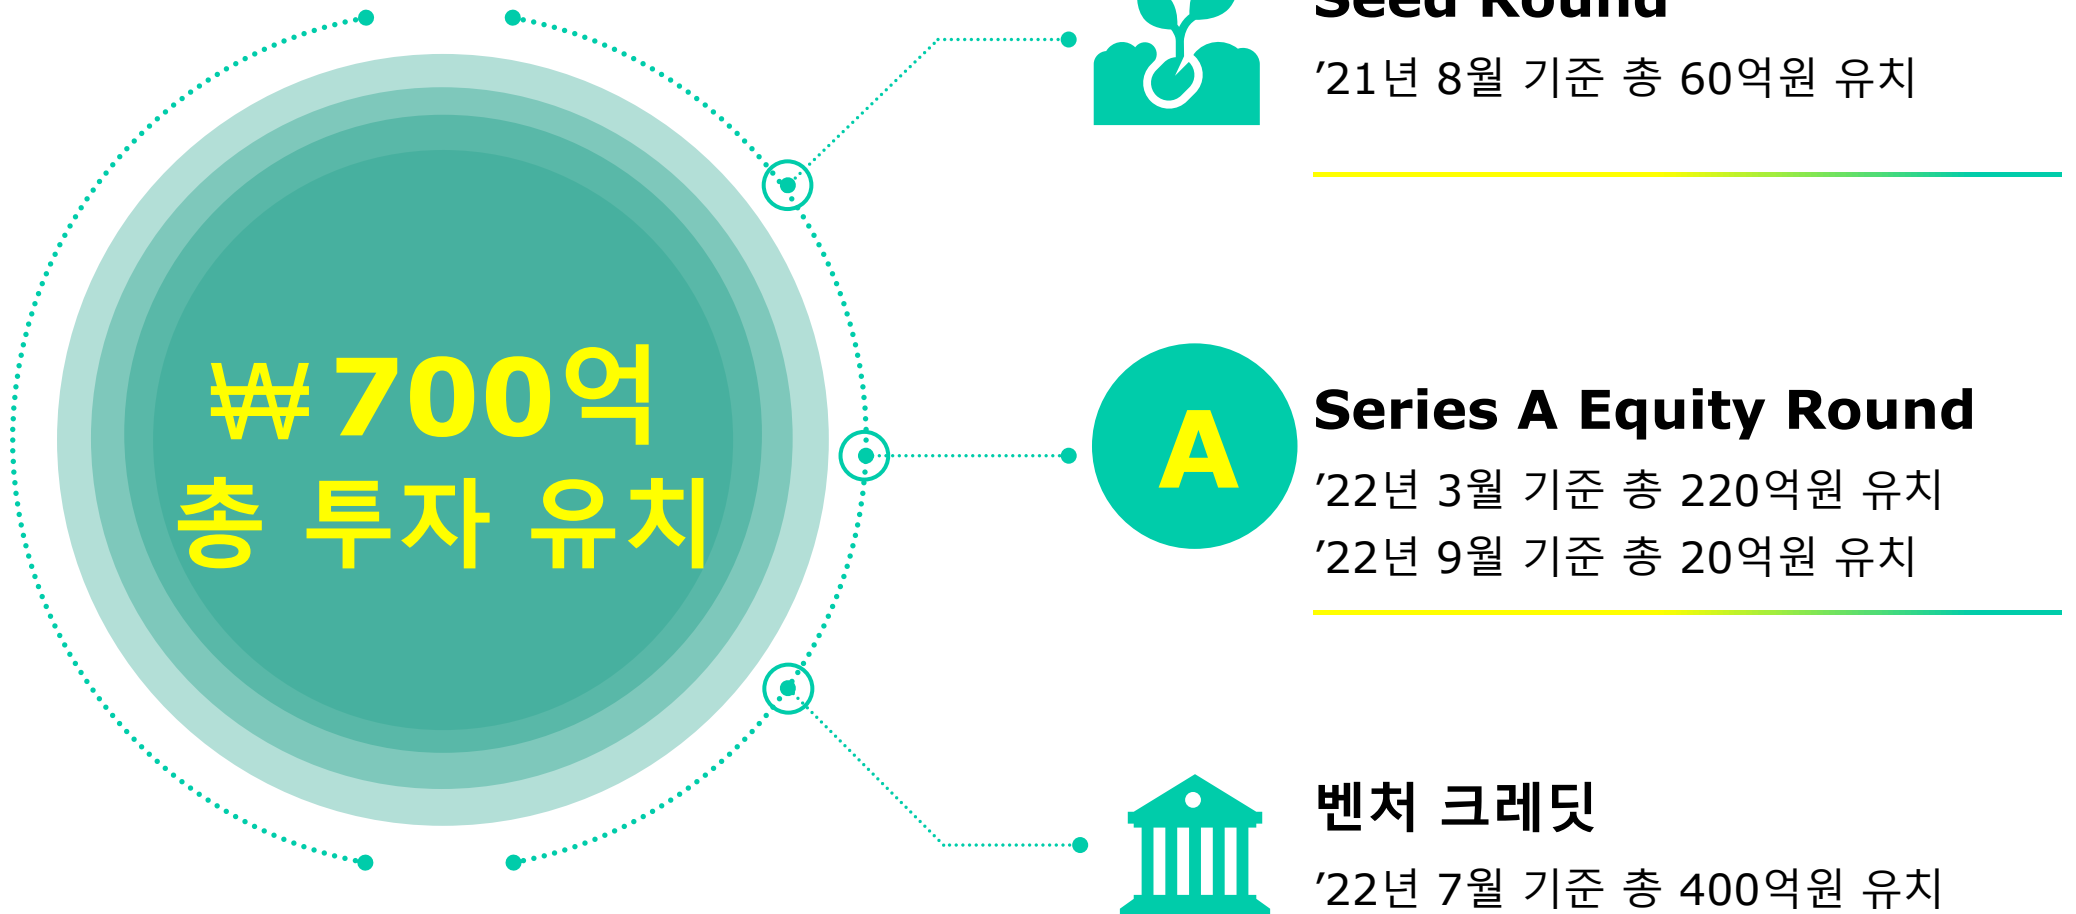 Seed Round
’21년 8월 기준 총 60억원 유치
₩700억
총 투자 유치
A
Series A Equity Round
’22년 3월 기준 총 220억원 유치
’22년 9월 기준 총 20억원 유치
벤처 크레딧
’22년 7월 기준 총 400억원 유치